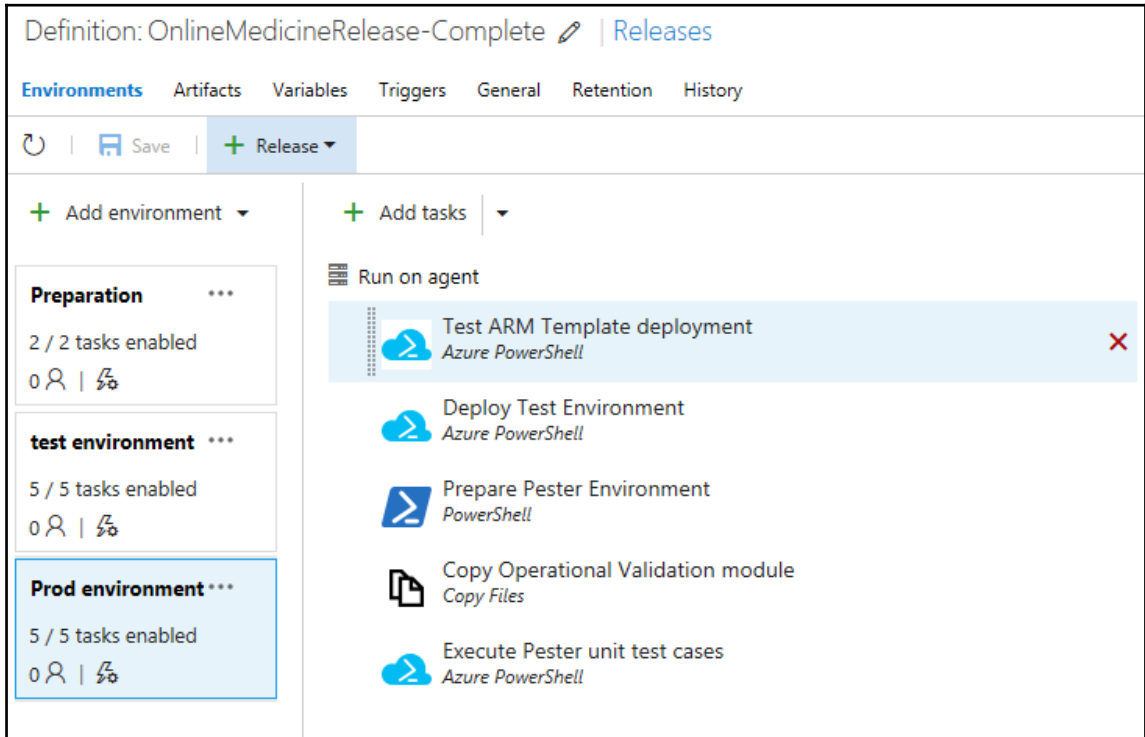 Definition: OnlineMedicineRelease-Complete | Releases
Environments Artifacts Variables Triggers General Retention History
Save | + Release
+ Add environment
+ Add tasks
Preparation ...
2 / 2 tasks enabled
0 |
test environment ...
5 / 5 tasks enabled
0 |
Prod environment ...
5 / 5 tasks enabled
0 |
Run on agent
Test ARM Template deployment
Azure PowerShell
Deploy Test Environment
Azure PowerShell
Prepare Pester Environment
PowerShell
Copy Operational Validation module
Copy Files
Execute Pester unit test cases
Azure PowerShell